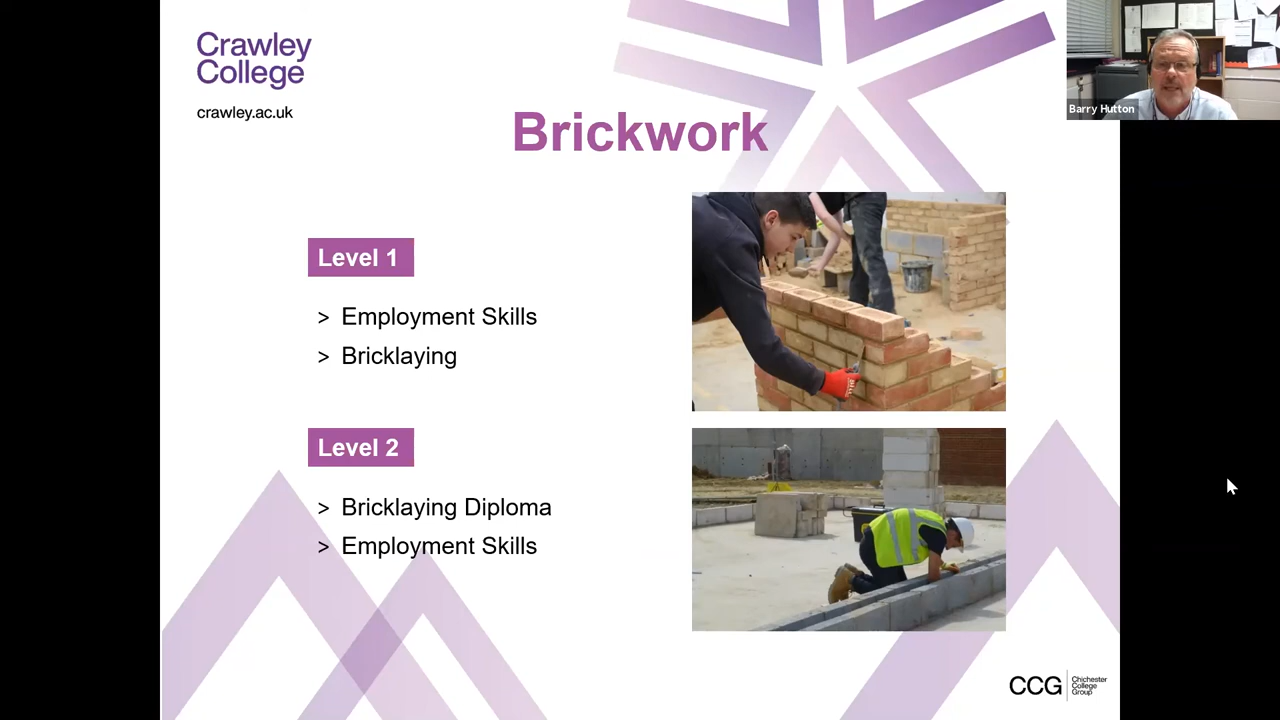 Crawley
College
crawley.ac.uk
Barry Hutton
Brickwork
Level 1
> Employment Skills
> Bricklaying
Level 2
> Bricklaying Diploma
> Employment Skills
CCG
Chichester
College
Group